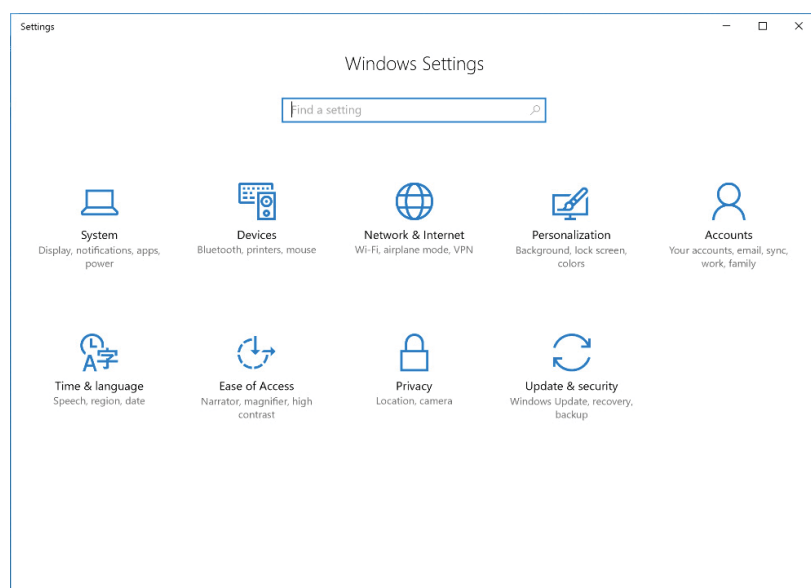 Settings
Windows Settings
Find a setting
System
Display, notifications, apps,
power
Devices
Bluetooth, printers, mouse
Network & Internet
Wi-Fi, airplane mode, VPN
Personalization
Background, lock screen,
colors
Accounts
Your accounts, email, sync,
work, family
A字
Time & language
Speech, region, date
Ease of Access
Narrator, magnifier, high
contrast
Privacy
Location, camera
Update & security
Windows Update, recovery,
backup